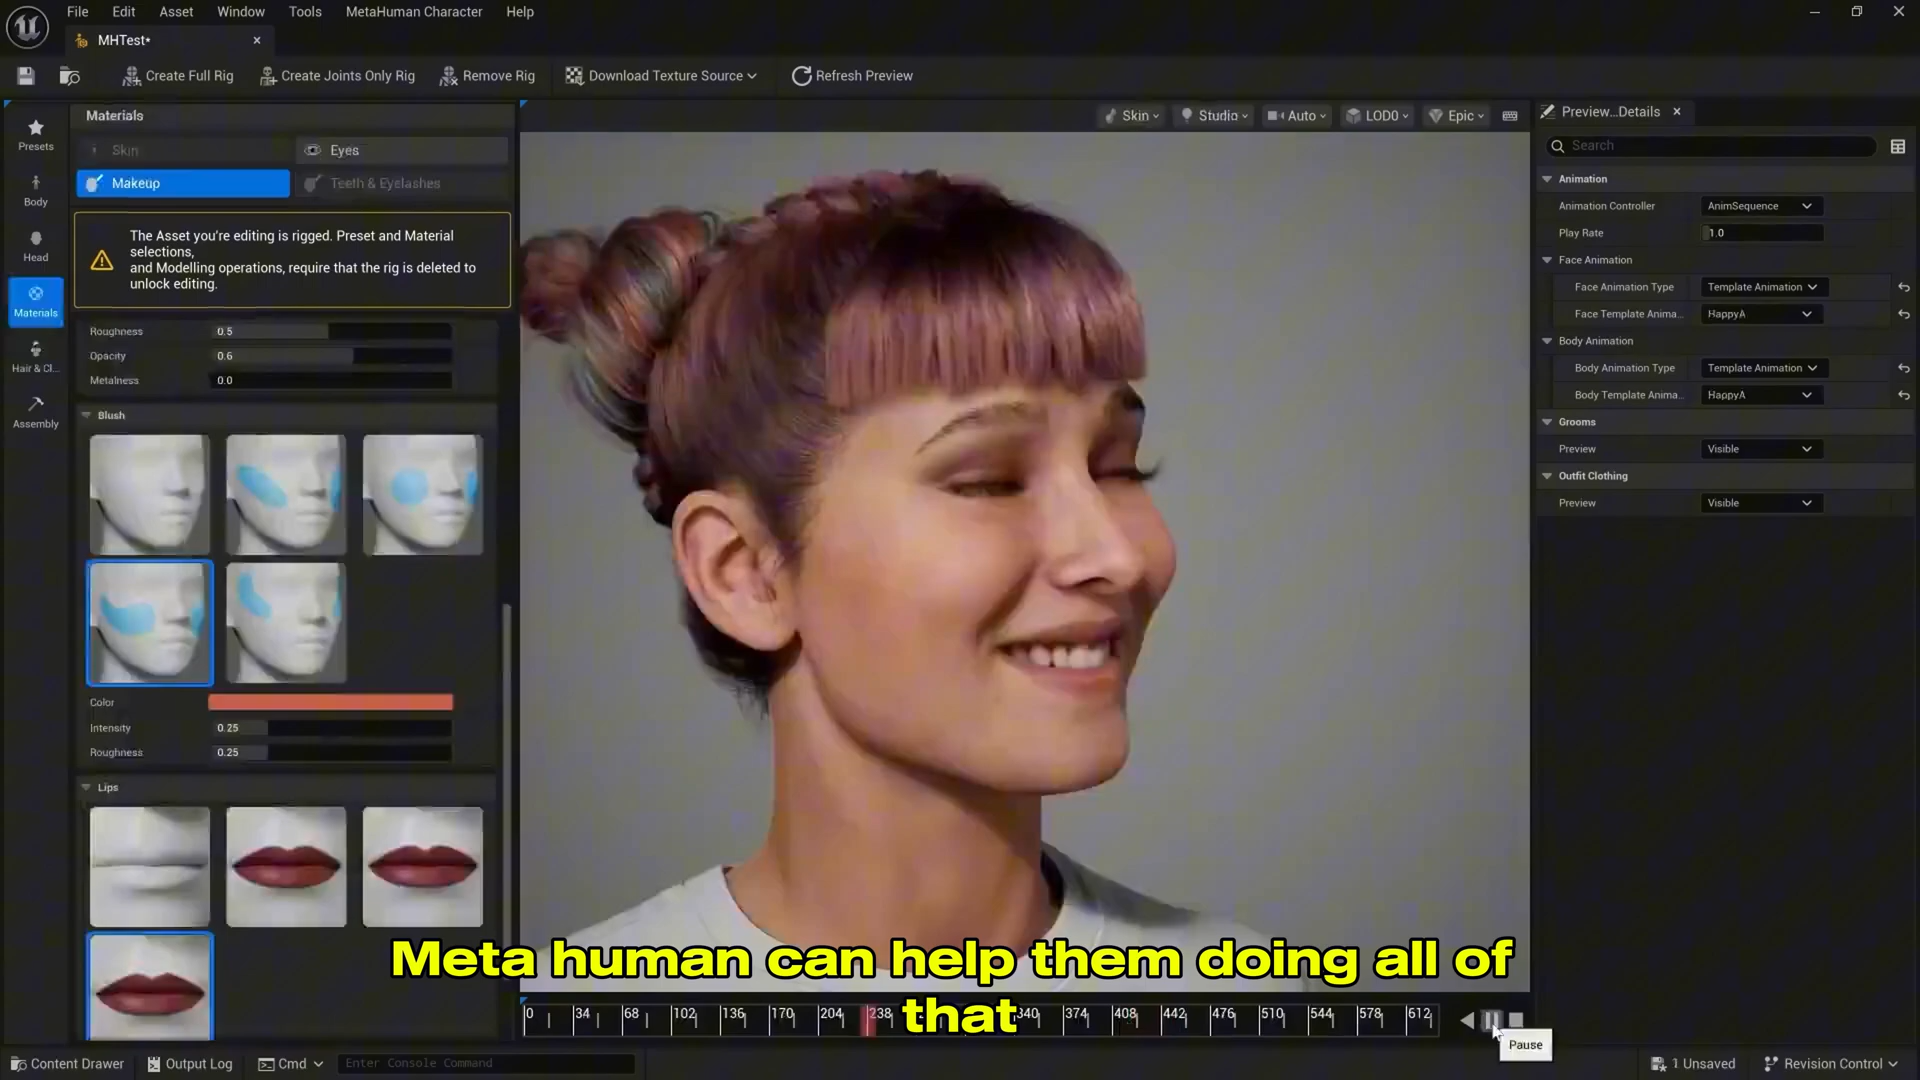 File Edit Asset Window Tools MetaHuman Character Help
MHTest•
Create Full Rig Create Joints Only Rig Remove Rig Download Texture Source Refresh Preview
Presets
Body
Head
Materials
Hair & Cl...
Assembly
Materials
Skin Eyes
Makeup Teeth & Eyelashes
The Asset you're editing is rigged. Preset and Material
selections,
and Modelling operations, require that the rig is deleted to
unlock editing.
Roughness 0.5
Opacity 0.6
Metalness 0.0
Blush
Color
Intensity 0.25
Roughness 0.25
Lips
Skin Studio Auto LOD0 Epic
Preview...Details
Search
Animation
Animation Controller AnimSequence
Play Rate 1.0
Face Animation
Face Animation Type Template Animation
Face Template Anima... HappyA
Body Animation
Body Animation Type Template Animation
Body Template Anima... HappyA
Grooms
Preview Visible
Outfit Clothing
Preview Visible
Meta human can help them doing all of
that
0 34 68 102 136 170 204 238 340 374 408 442 476 510 544 578 612
Pause
Content Drawer Output Log Cmd Enter Console Command 1 Unsaved Revision Control